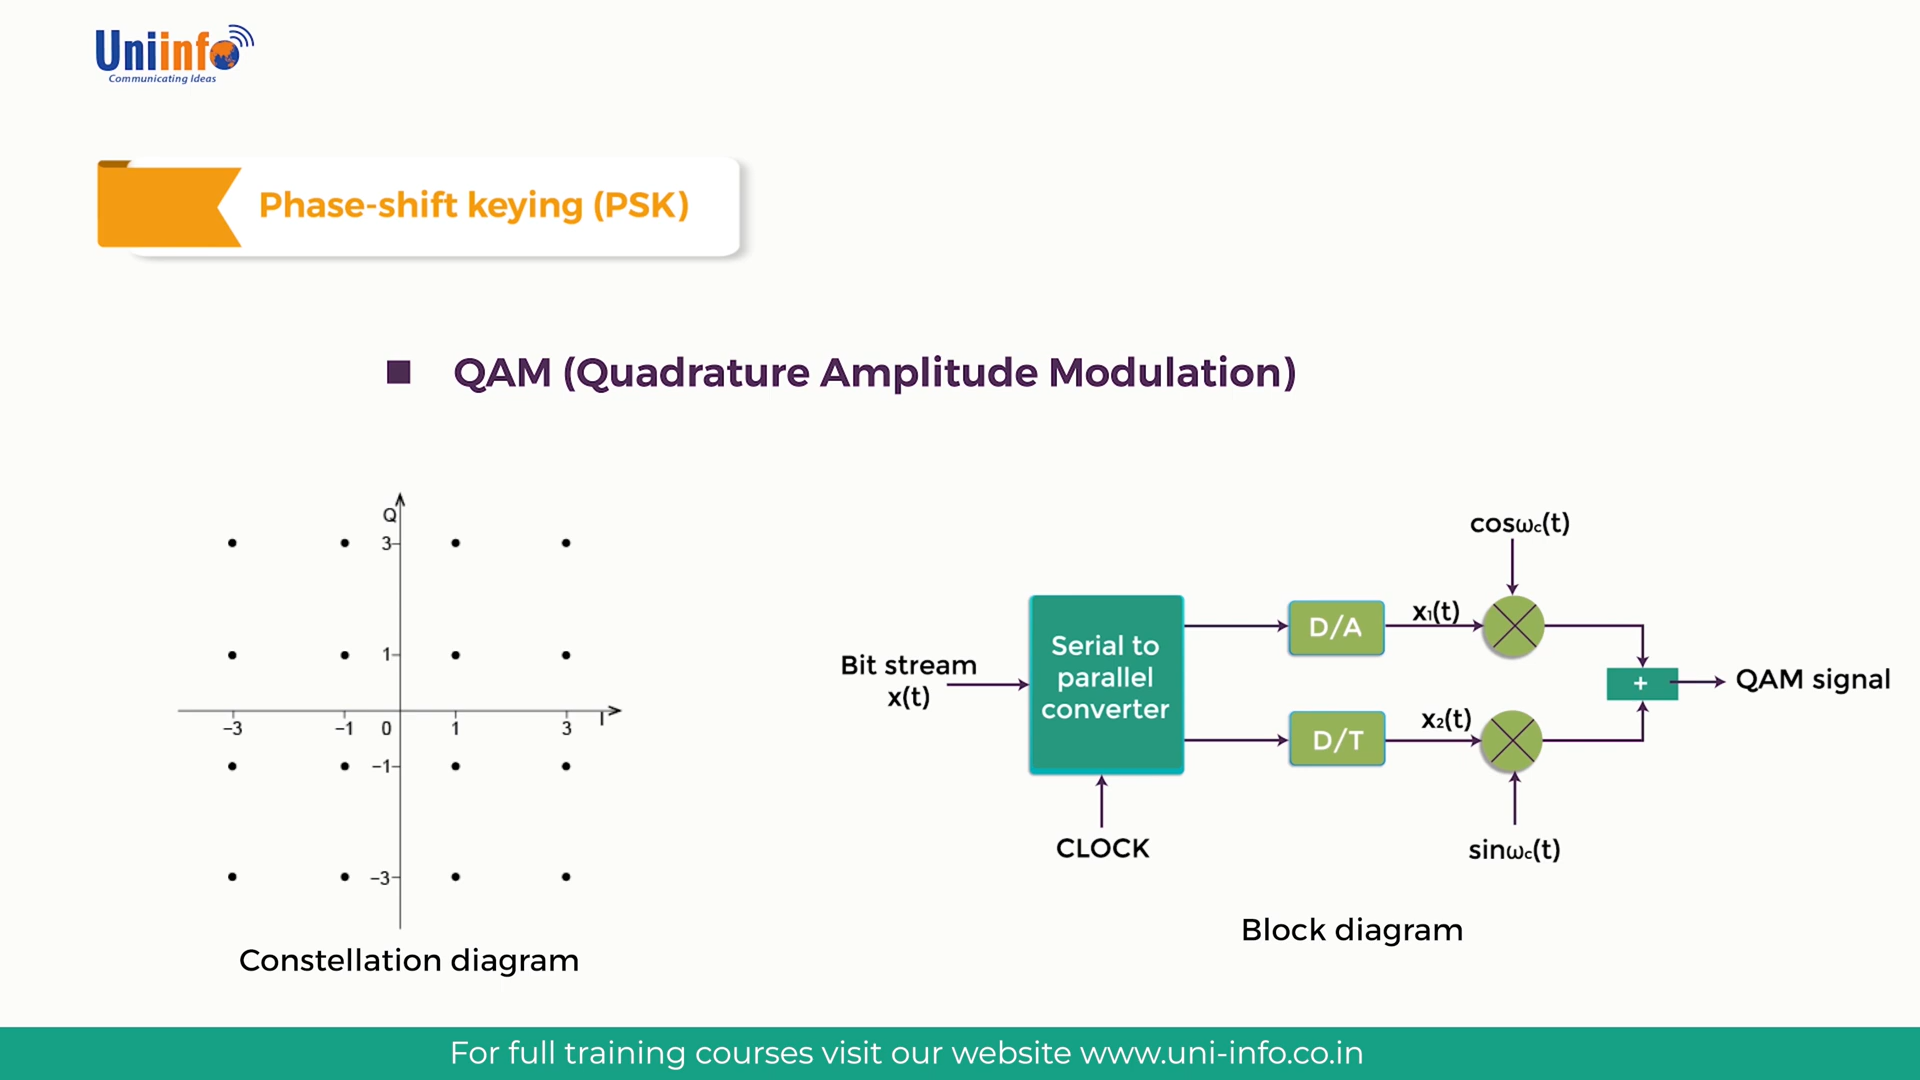 Uniinfo
Communicating Ideas
Phase-shift keying (PSK)
QAM (Quadrature Amplitude Modulation)
Q
3
1
−3 −1 0 1 3 I
−1
−3
Constellation diagram
Bit stream
x(t)
Serial to
parallel
converter
CLOCK
D/A
D/T
x₁(t)
x₂(t)
cosω꜀(t)
sinω꜀(t)
+
QAM signal
Block diagram
For full training courses visit our website www.uni-info.co.in